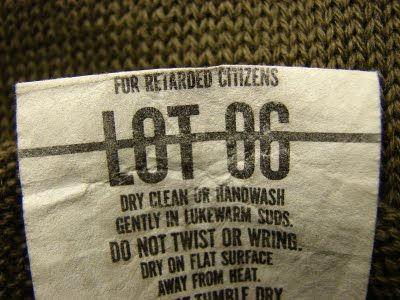 FOR RETARDED CITIZENS
LOT 06
DRY CLEAN OR HANDWASH
GENTLY IN LUKEWARM SUDS.
DO NOT TWIST OR WRING.
DRY ON FLAT SURFACE
AWAY FROM HEAT.
TUMBLE DRY